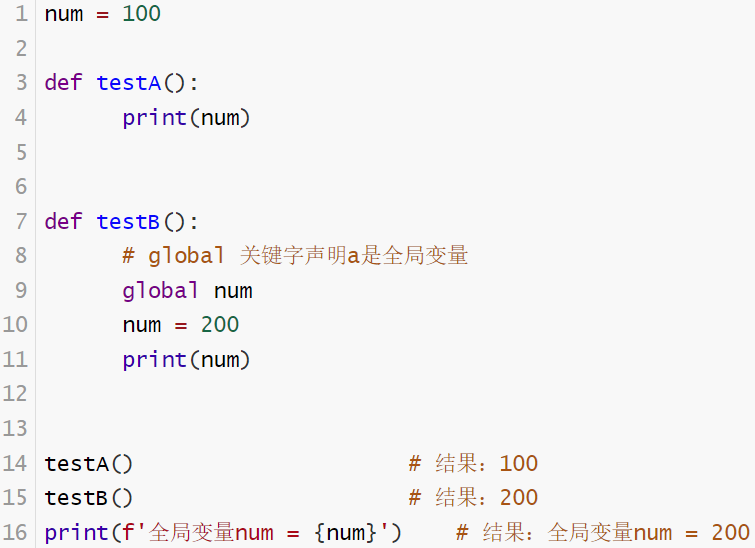 1 num = 100
2
3 def testA():
4 print(num)
5
6
7 def testB():
8 # global 关键字声明a是全局变量
9 global num
10 num = 200
11 print(num)
12
13
14 testA() # 结果：100
15 testB() # 结果：200
16 print(f'全局变量num = {num}') # 结果：全局变量num = 200